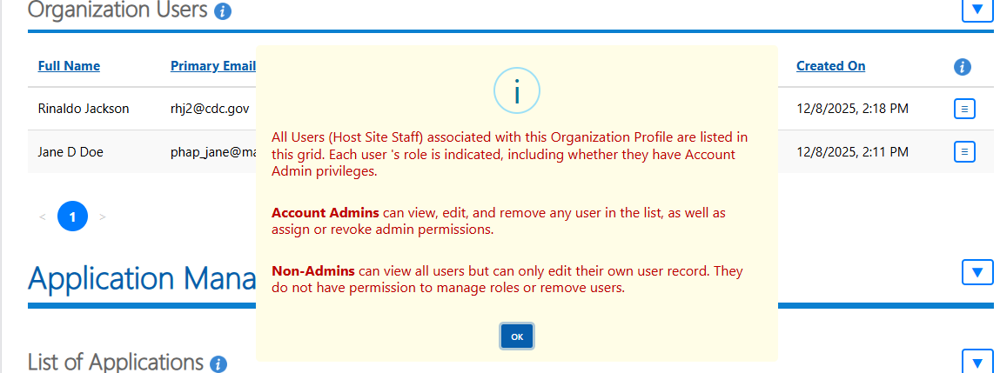 Organization Users i
▼
Full Name Primary Email Created On i
Rinaldo Jackson rhj2@cdc.gov 12/8/2025, 2:18 PM
Jane D Doe phap_jane@ma 12/8/2025, 2:11 PM
< 1 >
i
All Users (Host Site Staff) associated with this Organization Profile are listed in
this grid. Each user 's role is indicated, including whether they have Account
Admin privileges.
Account Admins can view, edit, and remove any user in the list, as well as
assign or revoke admin permissions.
Non-Admins can view all users but can only edit their own user record. They
do not have permission to manage roles or remove users.
OK
Application Mana
▼
List of Applications i
▼